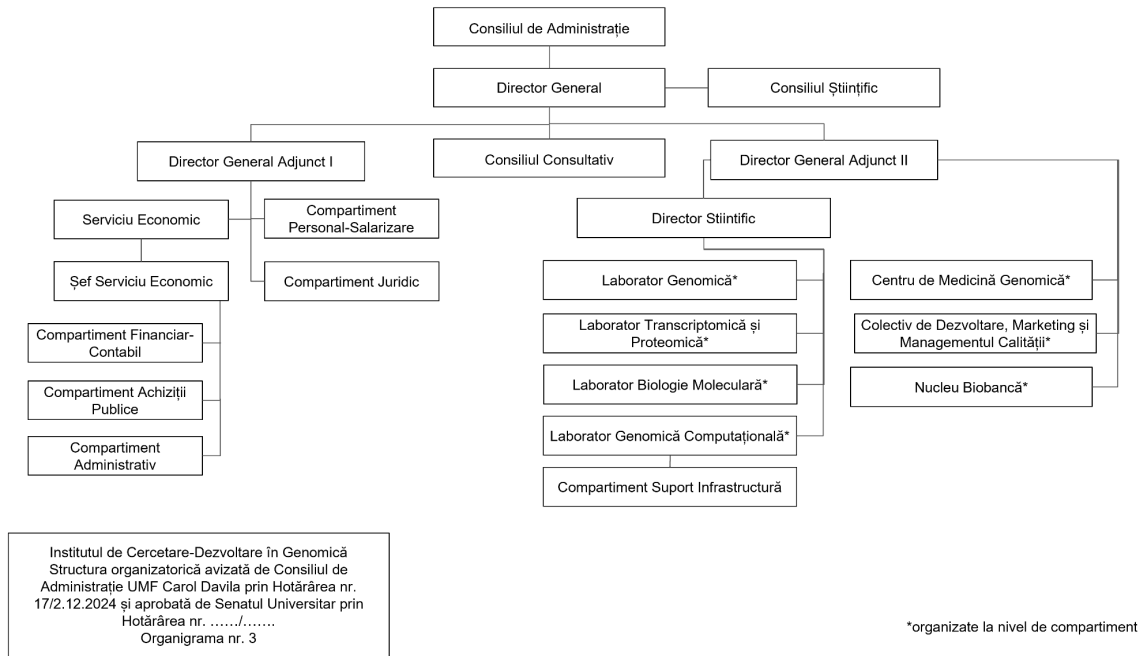 Consiliul de Administrație
Director General
Consiliul Științific
Director General Adjunct I
Consiliul Consultativ
Director General Adjunct II
Serviciu Economic
Compartiment
Personal-Salarizare
Director Stiintific
Șef Serviciu Economic
Compartiment Juridic
Laborator Genomică*
Centru de Medicină Genomică*
Compartiment Financiar-
Contabil
Laborator Transcriptomică și
Proteomică*
Colectiv de Dezvoltare, Marketing și
Managementul Calității*
Compartiment Achiziții
Publice
Laborator Biologie Moleculară*
Nucleu Biobancă*
Compartiment
Administrativ
Laborator Genomică Computațională*
Compartiment Suport Infrastructură
Institutul de Cercetare-Dezvoltare în Genomică
Structura organizatorică avizată de Consiliul de
Administrație UMF Carol Davila prin Hotărârea nr.
17/2.12.2024 și aprobată de Senatul Universitar prin
Hotărârea nr. ……/…….
Organigrama nr. 3
*organizate la nivel de compartiment